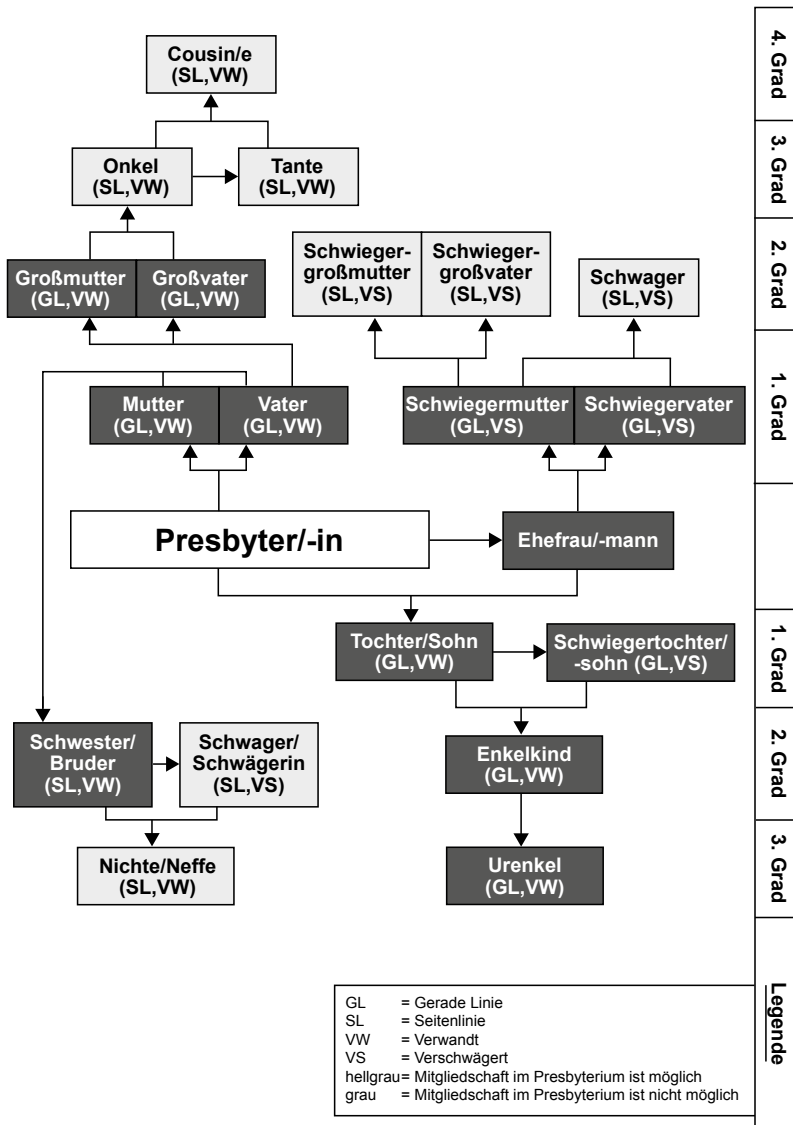 Cousin/e
(SL,VW)
4. Grad
Onkel
(SL,VW)
Tante
(SL,VW)
3. Grad
Großmutter
(GL,VW)
Großvater
(GL,VW)
Schwieger-
großmutter
(SL,VS)
Schwieger-
großvater
(SL,VS)
Schwager
(SL,VS)
2. Grad
Mutter
(GL,VW)
Vater
(GL,VW)
Schwiegermutter
(GL,VS)
Schwiegervater
(GL,VS)
1. Grad
Presbyter/-in
Ehefrau/-mann
Tochter/Sohn
(GL,VW)
Schwiegertochter/
-sohn (GL,VS)
1. Grad
Schwester/
Bruder
(SL,VW)
Schwager/
Schwägerin
(SL,VS)
Enkelkind
(GL,VW)
2. Grad
Nichte/Neffe
(SL,VW)
Urenkel
(GL,VW)
3. Grad
Legende
GL = Gerade Linie
SL = Seitenlinie
VW = Verwandt
VS = Verschwägert
hellgrau = Mitgliedschaft im Presbyterium ist möglich
grau = Mitgliedschaft im Presbyterium ist nicht möglich